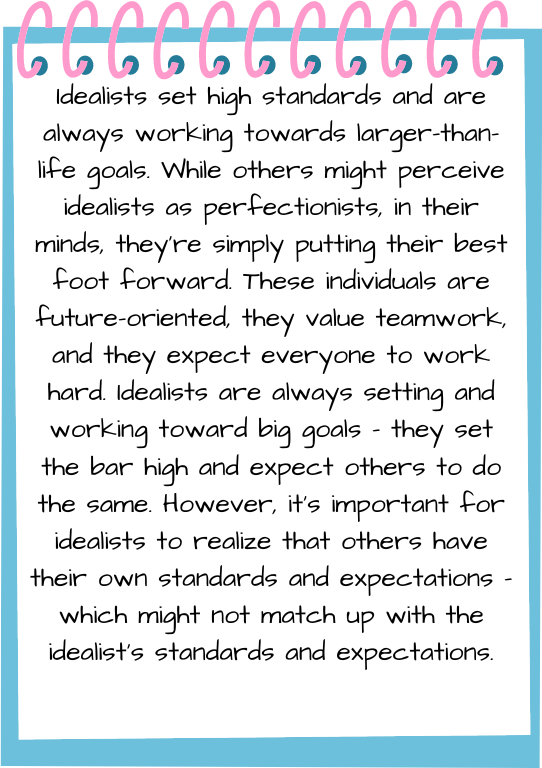 Idealists set high standards and are
always working towards larger-than-
life goals. While others might perceive
idealists as perfectionists, in their
minds, they're simply putting their best
foot forward. These individuals are
future-oriented, they value teamwork,
and they expect everyone to work
hard. Idealists are always setting and
working toward big goals - they set
the bar high and expect others to do
the same. However, it's important for
idealists to realize that others have
their own standards and expectations -
which might not match up with the
idealist's standards and expectations.